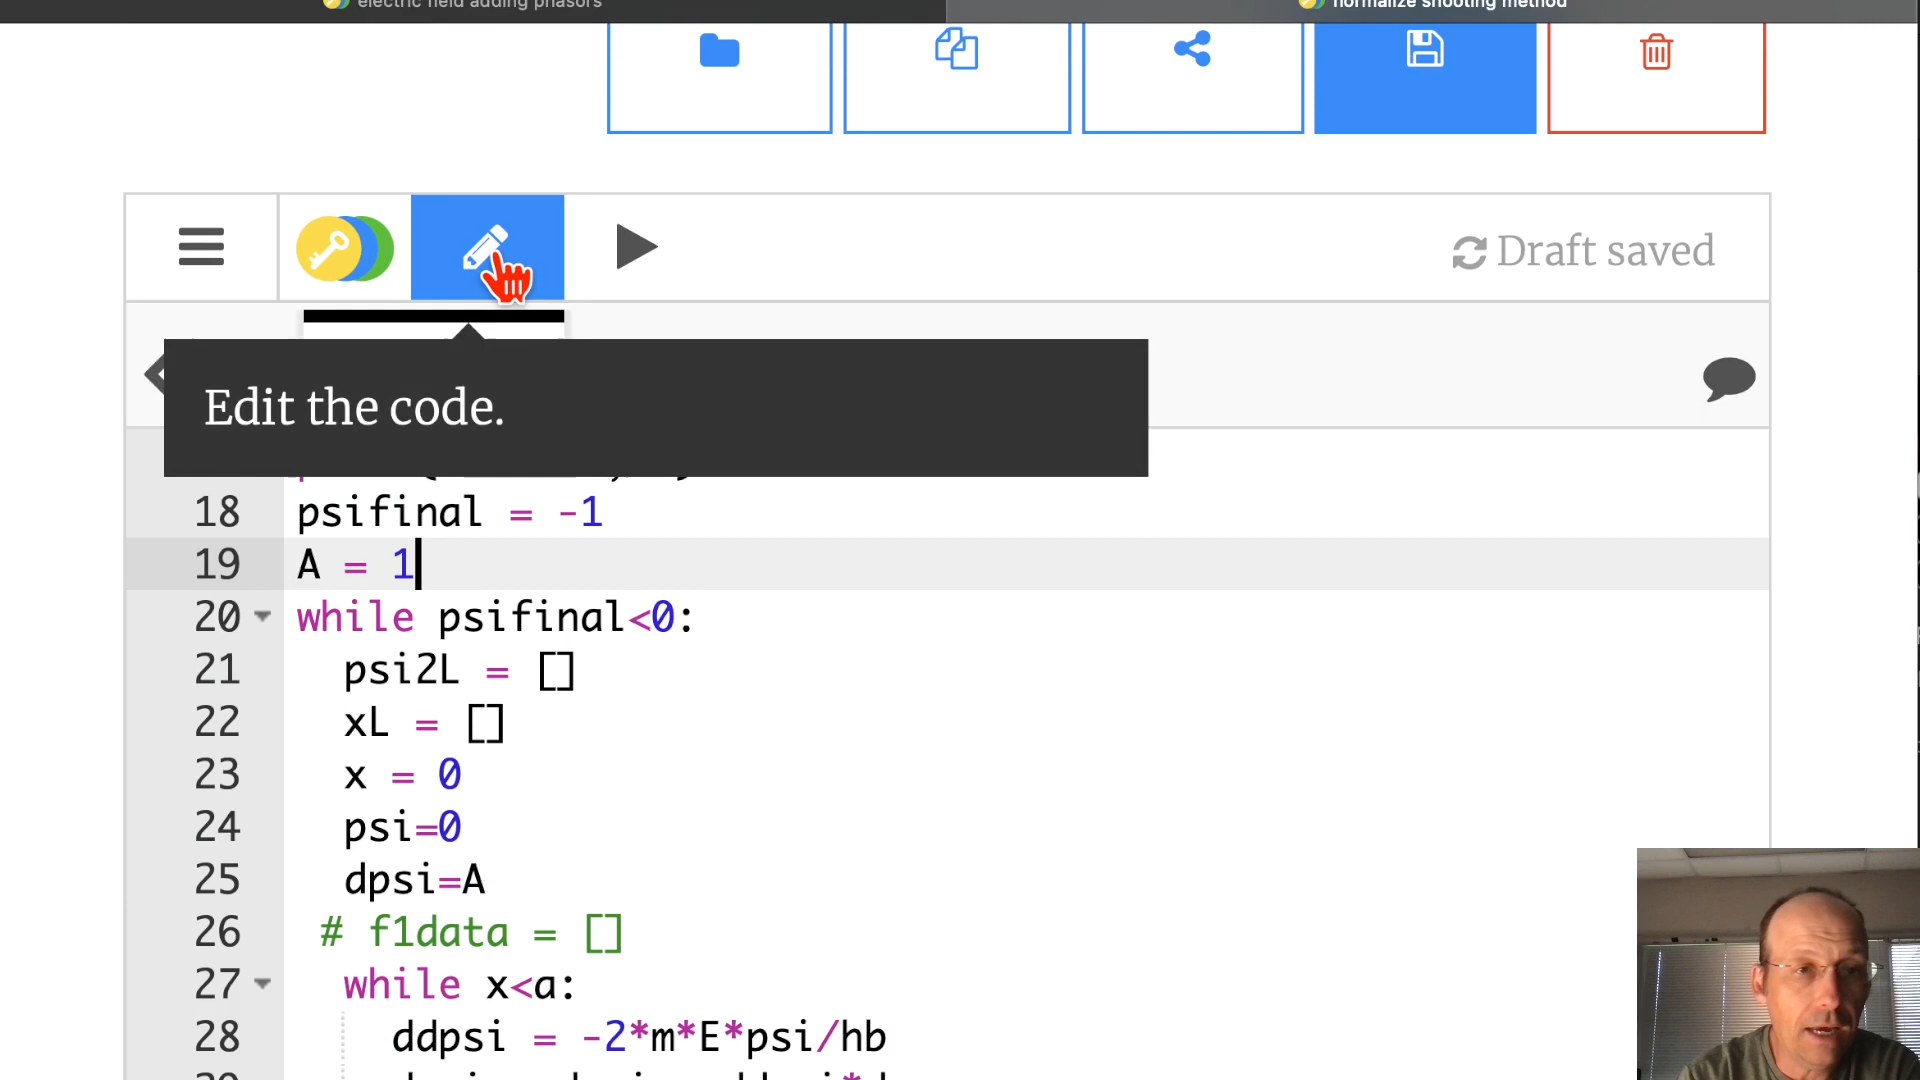 electric field adding phasors
normalize shooting method
Draft saved
Edit the code.
18 psifinal = -1
19 A = 1
20 while psifinal<0:
21 psi2L = []
22 xL = []
23 x = 0
24 psi=0
25 dpsi=A
26 # f1data = []
27 while x<a:
28 ddpsi = -2*m*E*psi/hb